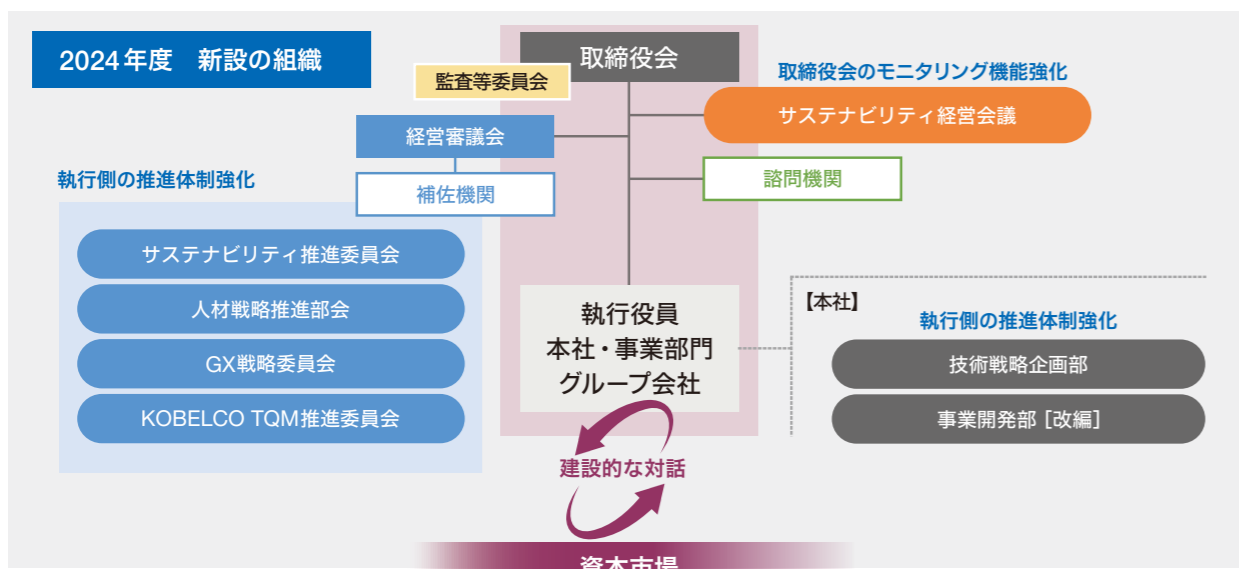 2024年度 新設の組織
取締役会
監査等委員会
取締役会のモニタリング機能強化
サステナビリティ経営会議
経営審議会
補佐機関
諮問機関
執行側の推進体制強化
サステナビリティ推進委員会
人材戦略推進部会
GX戦略委員会
KOBELCO TQM推進委員会
執行役員
本社・事業部門
グループ会社
【本社】
執行側の推進体制強化
技術戦略企画部
事業開発部［改編］
建設的な対話
資本市場